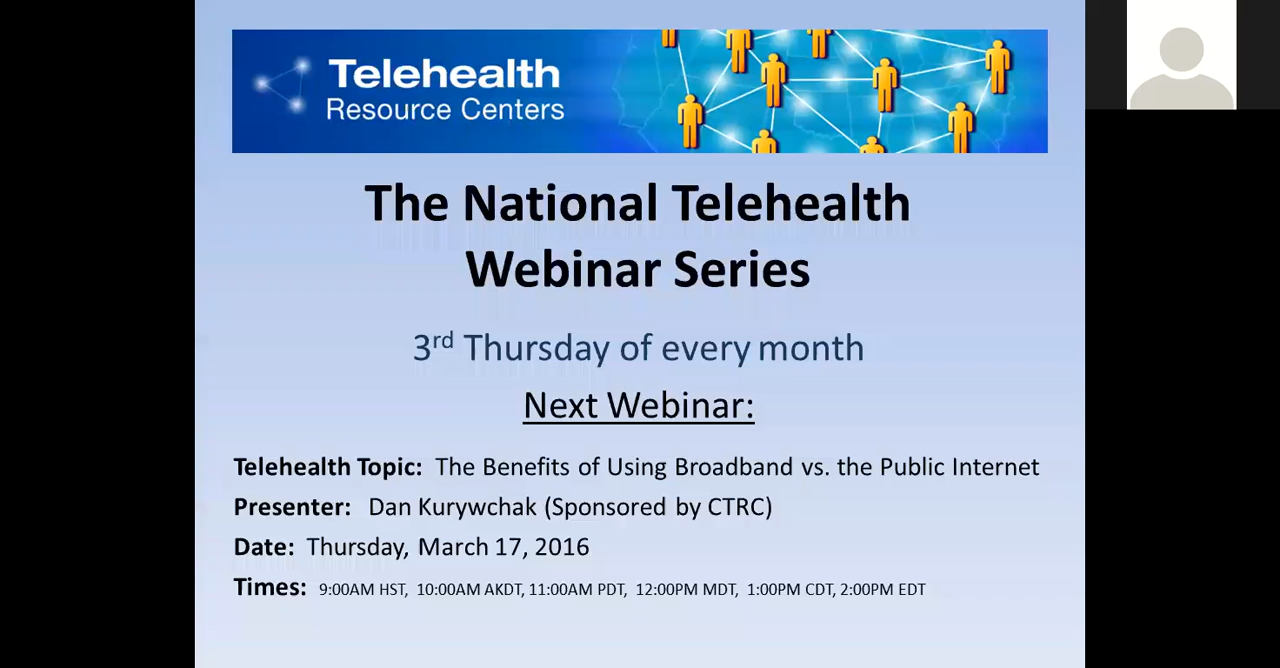 Telehealth
Resource Centers
The National Telehealth
Webinar Series
3rd Thursday of every month
Next Webinar:
Telehealth Topic: The Benefits of Using Broadband vs. the Public Internet
Presenter: Dan Kurywchak (Sponsored by CTRC)
Date: Thursday, March 17, 2016
Times: 9:00AM HST, 10:00AM AKDT, 11:00AM PDT, 12:00PM MDT, 1:00PM CDT, 2:00PM EDT